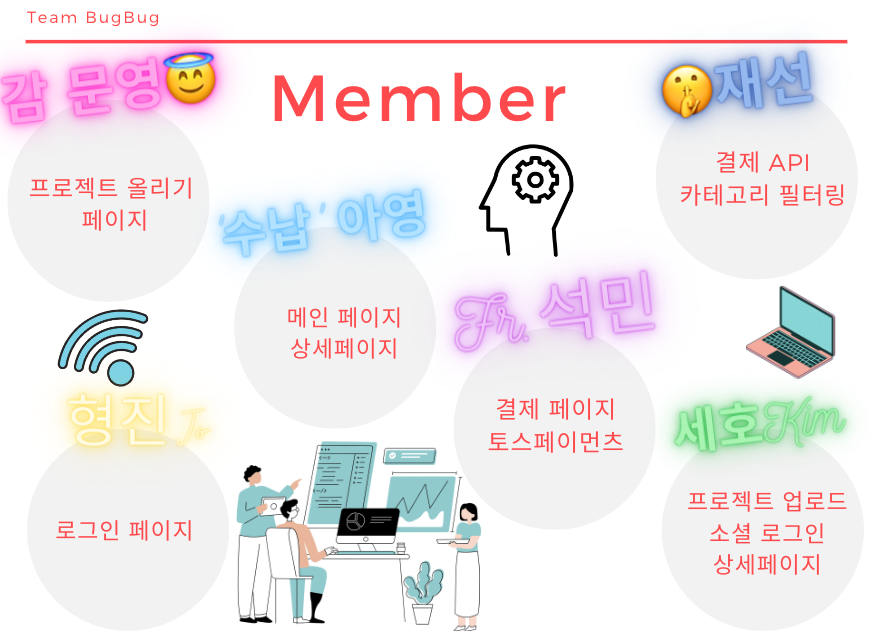 Team BugBug
Member
감 문영
프로젝트 올리기
페이지
'수납' 아영
메인 페이지
상세페이지
재선
결제 API
카테고리 필터링
Fr. 석민
결제 페이지
토스페이먼츠
형진 Jr
로그인 페이지
세호Kim
프로젝트 업로드
소셜 로그인
상세페이지